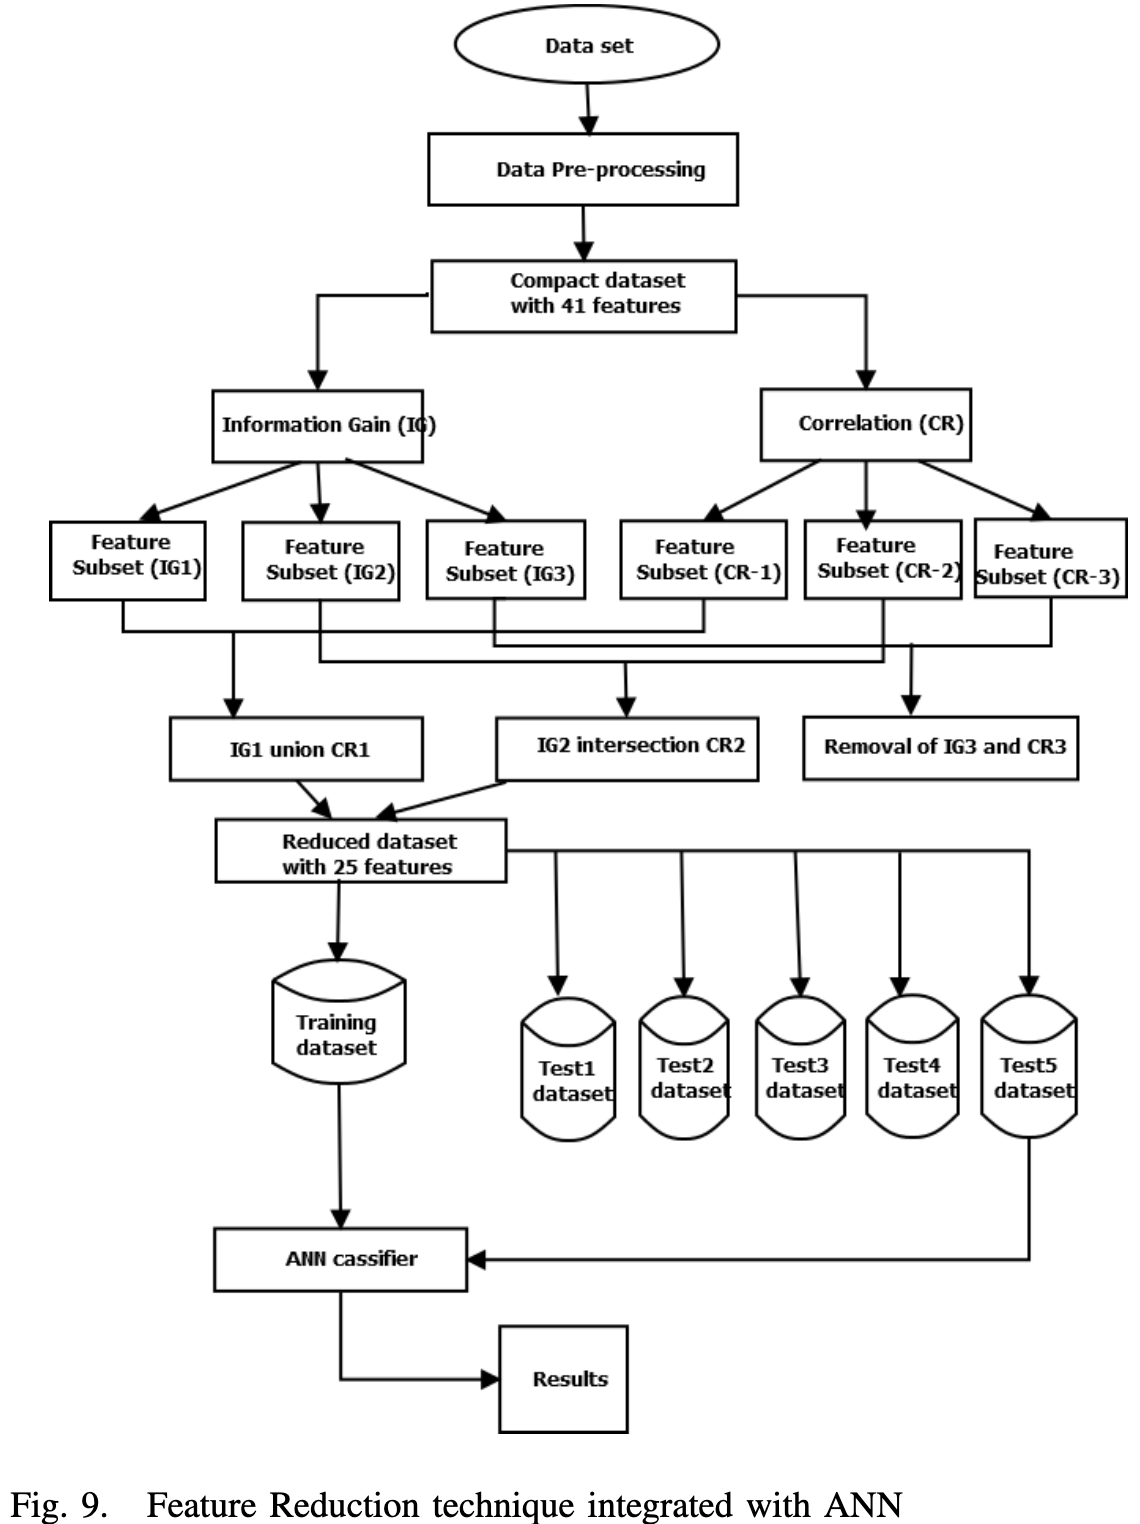 Data set
Data Pre-processing
Compact dataset
with 41 features
Information Gain (IG)
Correlation (CR)
Feature
Subset (IG1)
Feature
Subset (IG2)
Feature
Subset (IG3)
Feature
Subset (CR-1)
Feature
Subset (CR-2)
Feature
Subset (CR-3)
IG1 union CR1
IG2 intersection CR2
Removal of IG3 and CR3
Reduced dataset
with 25 features
Training
dataset
Test1
dataset
Test2
dataset
Test3
dataset
Test4
dataset
Test5
dataset
ANN cassifier
Results
Fig. 9. Feature Reduction technique integrated with ANN